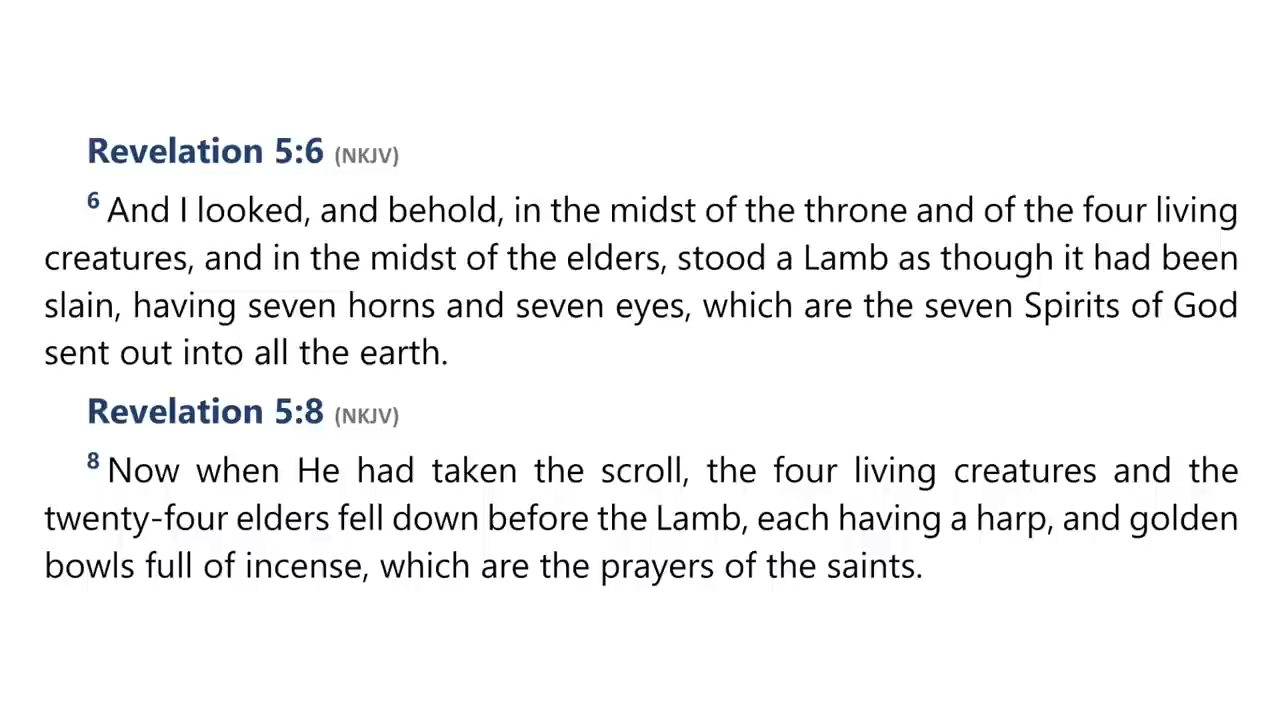 Revelation 5:6 (NKJV)
6 And I looked, and behold, in the midst of the throne and of the four living
creatures, and in the midst of the elders, stood a Lamb as though it had been
slain, having seven horns and seven eyes, which are the seven Spirits of God
sent out into all the earth.
Revelation 5:8 (NKJV)
8 Now when He had taken the scroll, the four living creatures and the
twenty-four elders fell down before the Lamb, each having a harp, and golden
bowls full of incense, which are the prayers of the saints.